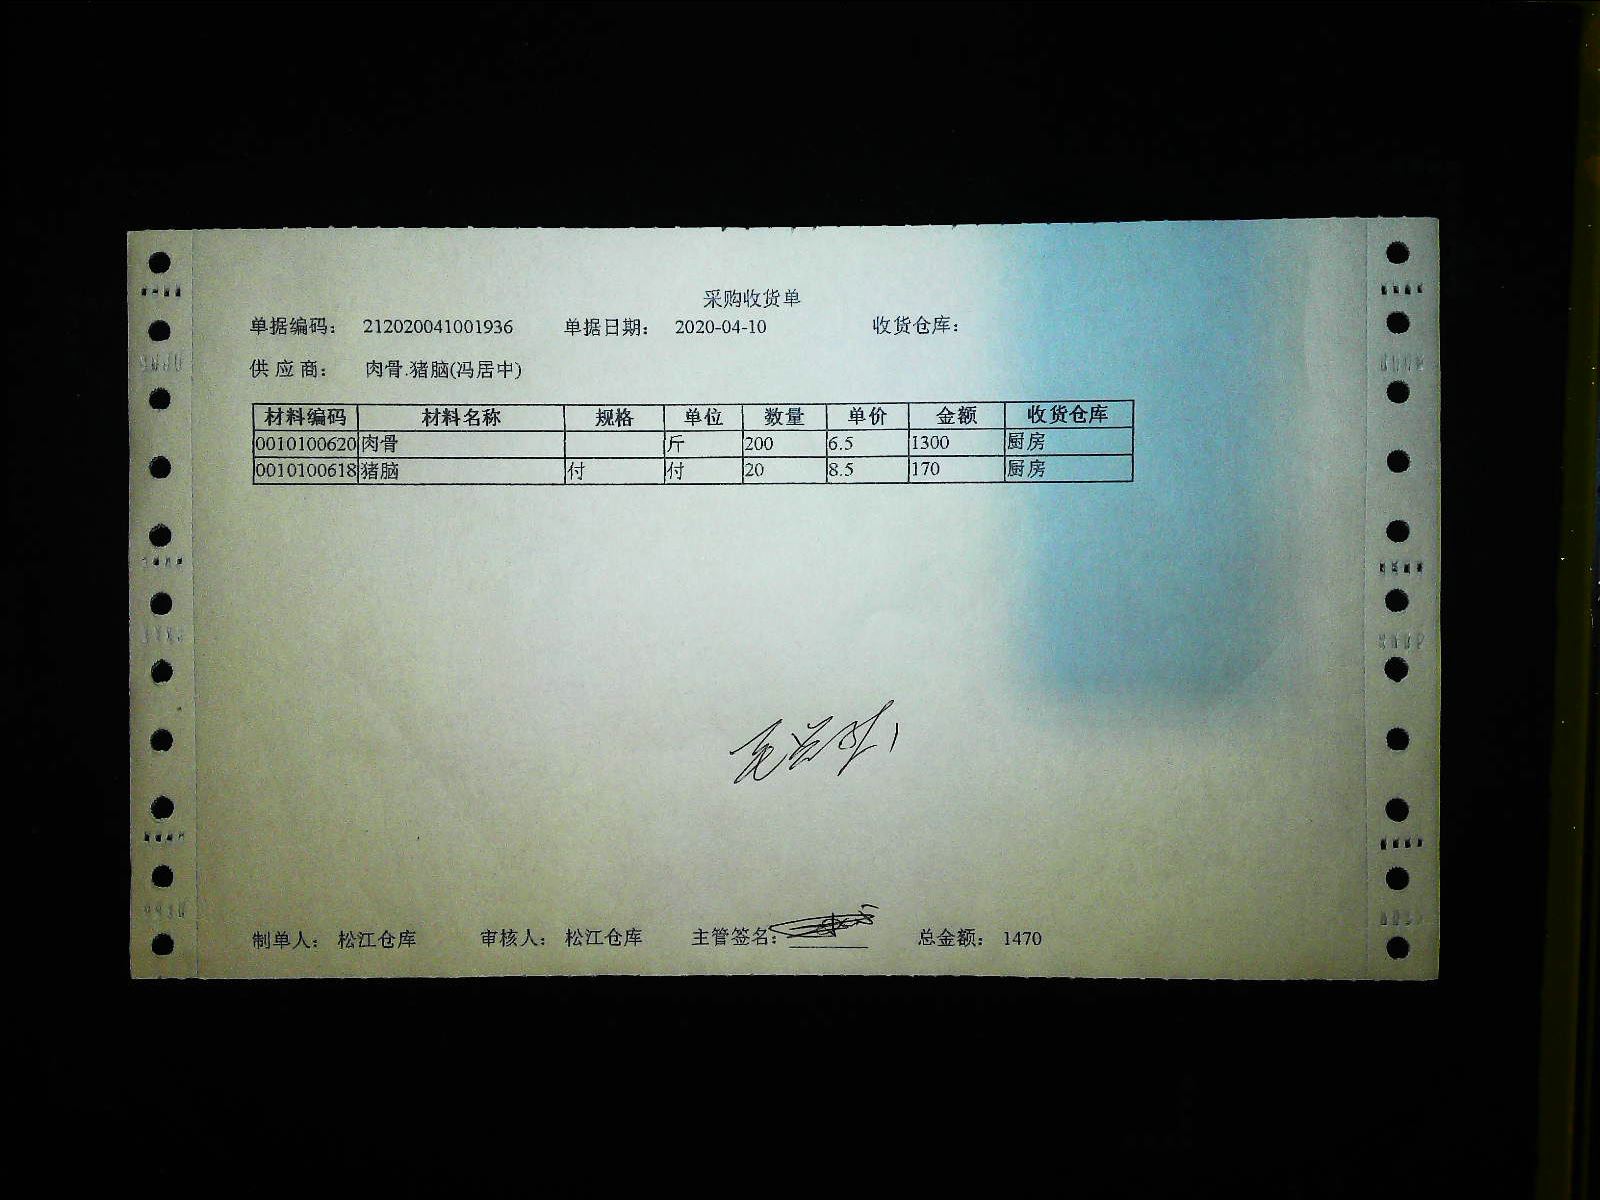 采购收货单
单据编码： 212020041001936 单据日期： 2020-04-10 收货仓库：
供应商： 肉骨.猪脑(冯居中)
材料编码 材料名称 规格 单位 数量 单价 金额 收货仓库
0010100620 肉骨 斤 200 6.5 1300 厨房
0010100618 猪脑 付 付 20 8.5 170 厨房
制单人： 松江仓库 审核人： 松江仓库 主管签名： 总金额： 1470